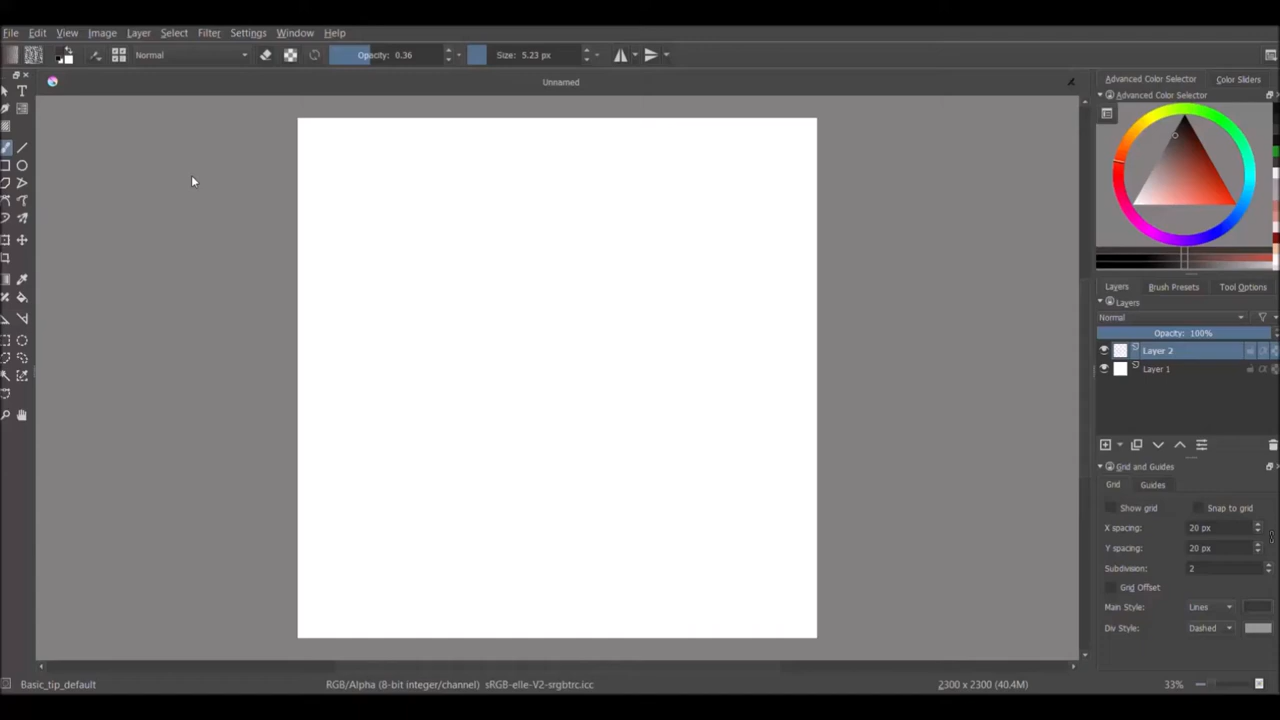 File Edit View Image Layer Select Filter Settings Window Help
Normal Opacity: 0.36 Size: 5.23 px
Unnamed
Advanced Color Selector Color Sliders
Advanced Color Selector
Layers Brush Presets Tool Options
Layers
Normal
Opacity: 100%
Layer 2
Layer 1
Grid and Guides
Grid Guides
Show grid Snap to grid
X spacing: 20 px
Y spacing: 20 px
Subdivision: 2
Grid Offset
Main Style: Lines
Div Style: Dashed
Basic_tip_default RGB/Alpha (8-bit integer/channel) sRGB-elle-V2-srgbtrc.icc 2300 x 2300 (40.4M) 33%